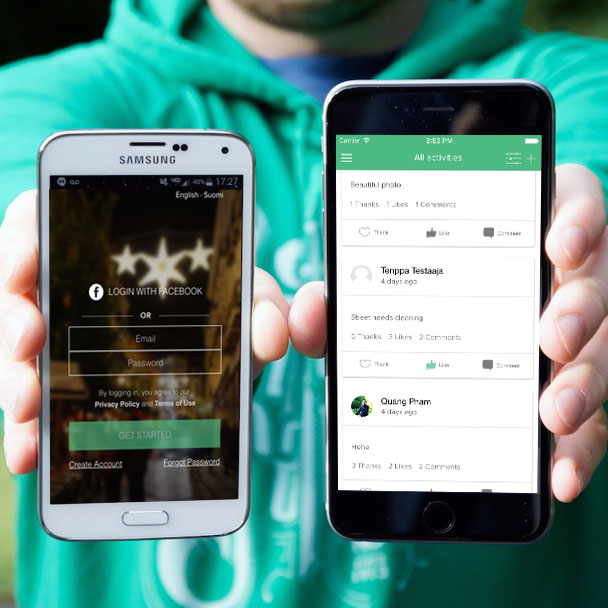 SAMSUNG
40% 17:27
English - Suomi
f LOGIN WITH FACEBOOK
OR
Email
Password
By logging in, you agree to our
Privacy Policy and Terms of Use
GET STARTED
Create Account Forgot Password
Carrier 2:52 PM
All activities
Beautiful photo
1 Thanks 1 Likes 1 Comments
Thank Like Comment
Tenppa Testaaja
4 days ago
Street needs cleaning
0 Thanks 3 Likes 2 Comments
Thank Like Comment
Quang Pham
4 days ago
Hehe
3 Thanks 2 Likes 2 Comments